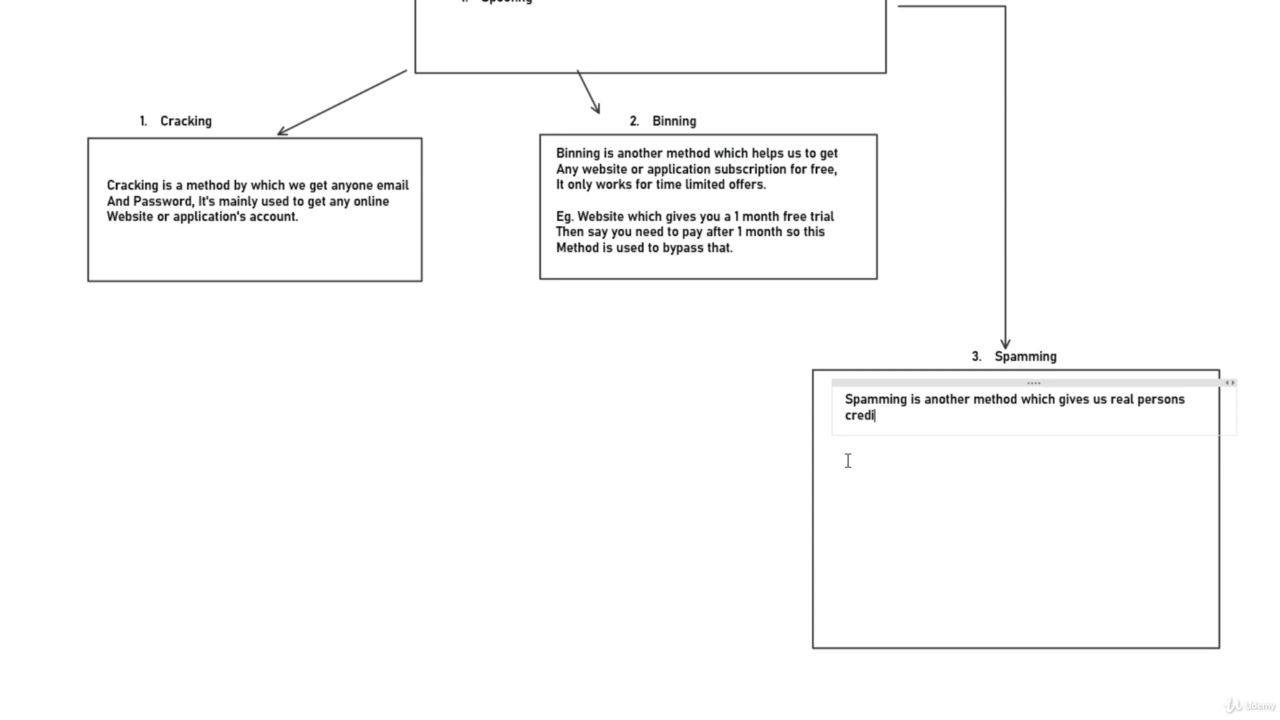 4. Spoofing
1. Cracking
Cracking is a method by which we get anyone email
And Password, It's mainly used to get any online
Website or application's account.
2. Binning
Binning is another method which helps us to get
Any website or application subscription for free,
It only works for time limited offers.
Eg. Website which gives you a 1 month free trial
Then say you need to pay after 1 month so this
Method is used to bypass that.
3. Spamming
Spamming is another method which gives us real persons
credi
Udemy